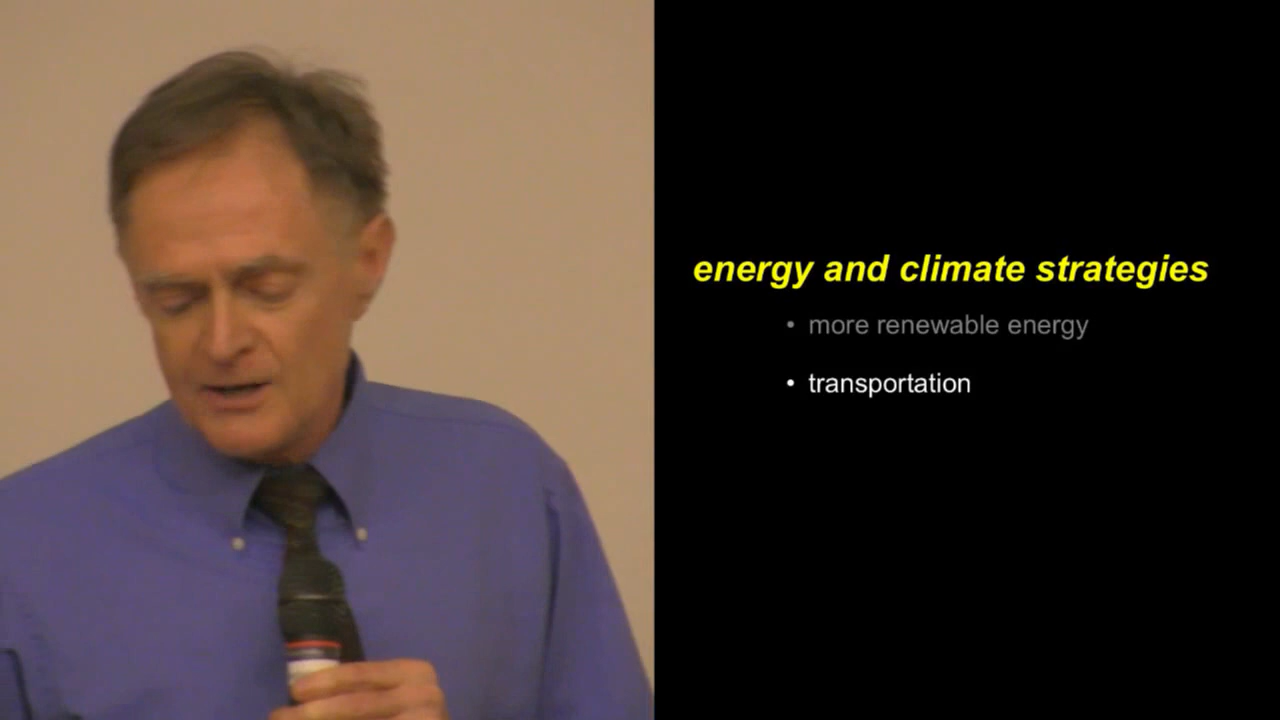 energy and climate strategies
• more renewable energy
• transportation